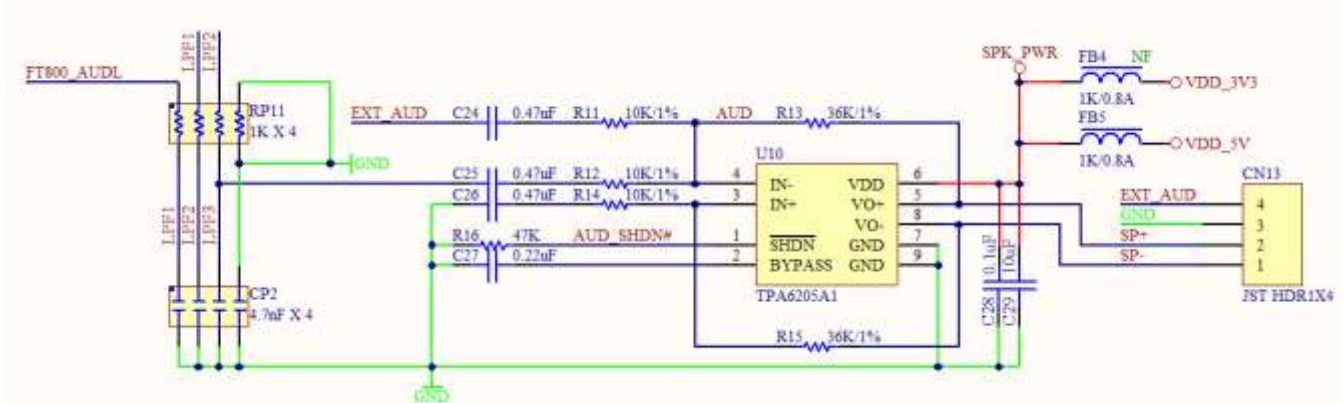 SPK_PWR
FB4 NF
VDD_3V3
1K/0.8A
FB5
VDD_5V
1K/0.8A
LPF1
LPF2
FT800_AUDL
RP11
1K X 4
GND
EXT_AUD C24 0.47uF R11 10K/1% AUD R13 36K/1%
U10
C25 0.47uF R12 10K/1%
C26 0.47uF R14 10K/1%
4 IN- VDD 6
3 IN+ VO+ 5
VO- 8
1 SHDN GND 7
2 BYPASS GND 9
TPA6205A1
R16 47K AUD_SHDN#
C27 0.22uF
LPF1
LPF2
LPF3
CP2
4.7nF X 4
C28 0.1uF
C29 10uF
R15 36K/1%
GND
CN13
EXT_AUD 4
GND 3
SP+ 2
SP- 1
JST HDR1X4